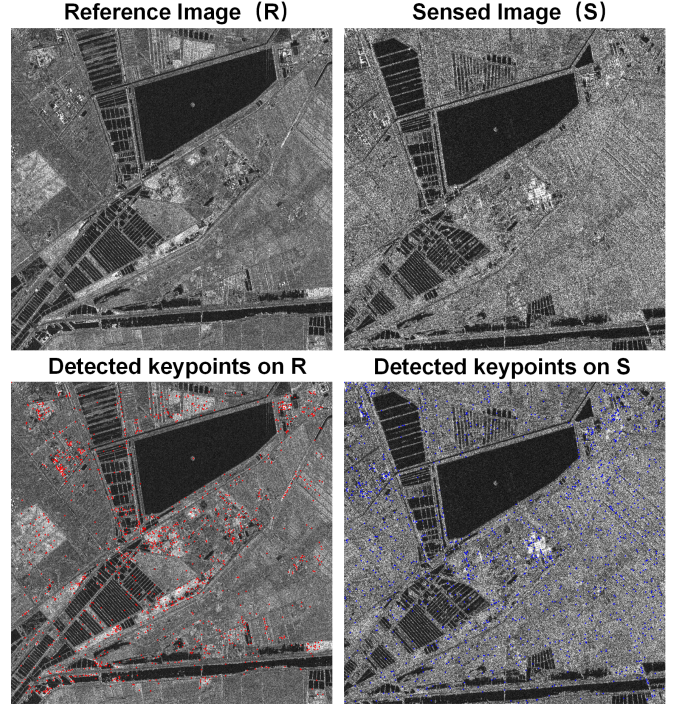 Reference Image（R）
Sensed Image（S）
Detected keypoints on R
Detected keypoints on S